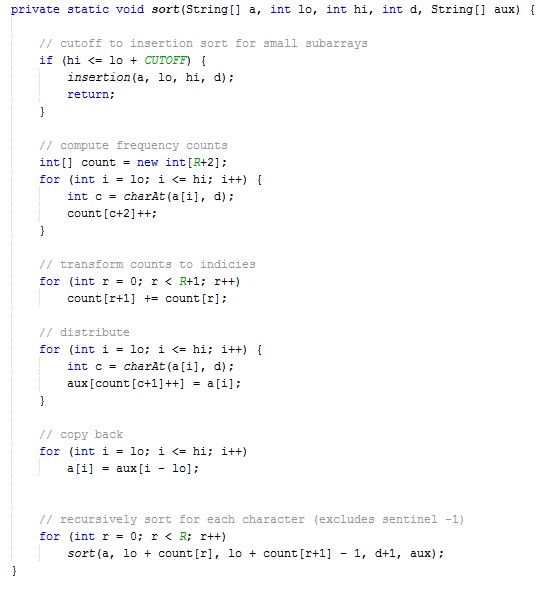 private static void sort(String[] a, int lo, int hi, int d, String[] aux) {
// cutoff to insertion sort for small subarrays
if (hi <= lo + CUTOFF) {
insertion(a, lo, hi, d);
return;
}
// compute frequency counts
int[] count = new int[R+2];
for (int i = lo; i <= hi; i++) {
int c = charAt(a[i], d);
count[c+2]++;
}
// transform counts to indicies
for (int r = 0; r < R+1; r++)
count[r+1] += count[r];
// distribute
for (int i = lo; i <= hi; i++) {
int c = charAt(a[i], d);
aux[count[c+1]++] = a[i];
}
// copy back
for (int i = lo; i <= hi; i++)
a[i] = aux[i - lo];
// recursively sort for each character (excludes sentinel -1)
for (int r = 0; r < R; r++)
sort(a, lo + count[r], lo + count[r+1] - 1, d+1, aux);
}